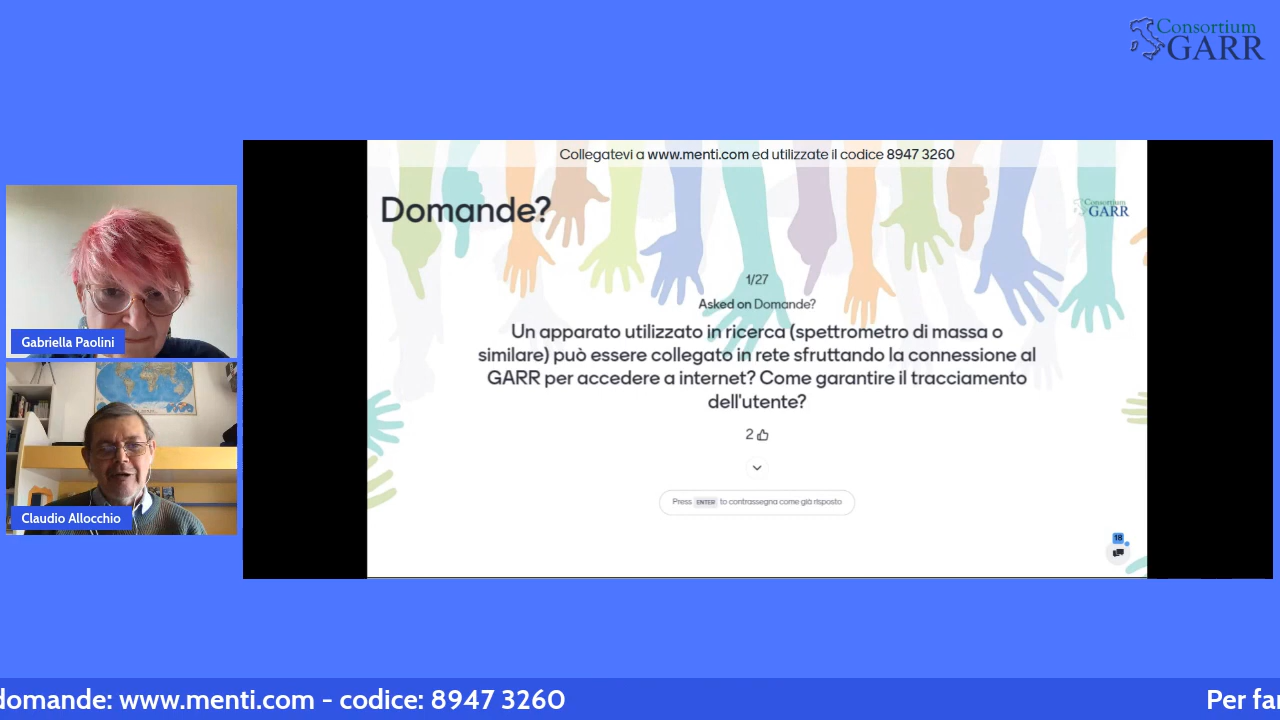 Consortium
GARR
Collegatevi a www.menti.com ed utilizzate il codice 8947 3260
Domande?
Consortium
GARR
1/27
Asked on Domande?
Un apparato utilizzato in ricerca (spettrometro di massa o
similare) può essere collegato in rete sfruttando la connessione al
GARR per accedere a internet? Come garantire il tracciamento
dell'utente?
2
Press ENTER to contrassegna come già risposto
18
Gabriella Paolini
Claudio Allocchio
domande: www.menti.com - codice: 8947 3260
Per far